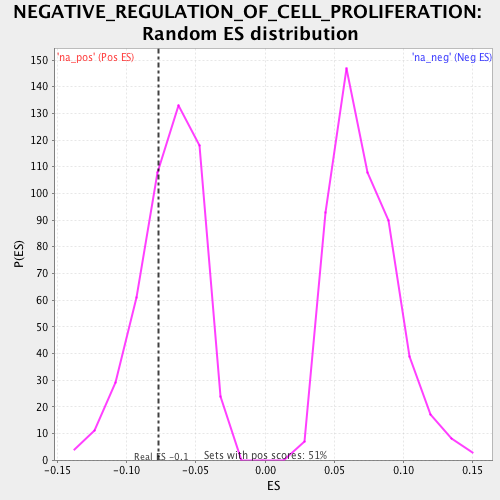 NEGATIVE_REGULATION_OF_CELL_PROLIFERATION:
Random ES distribution
'na_pos' (Pos ES)
'na_neg' (Neg ES)
150
140
130
120
110
100
90
80
70
60
50
40
30
20
10
0
P(ES)
Real ES -0.1
Sets with pos scores: 51%
-0.15
-0.10
-0.05
0.00
0.05
0.10
0.15
ES